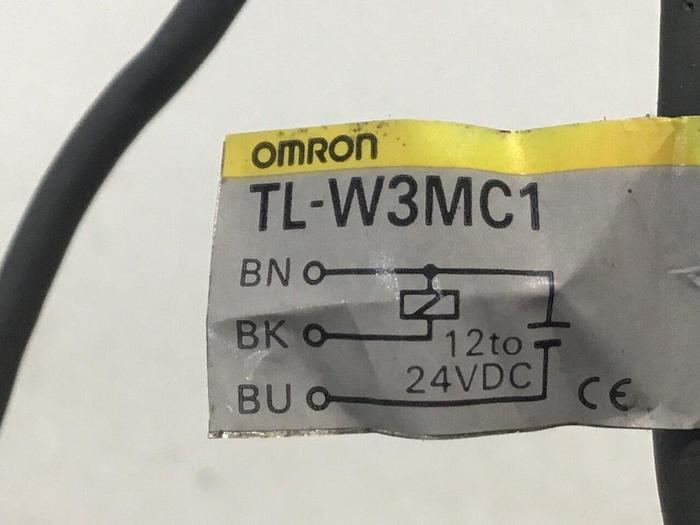 OMRON
TL-W3MC1
BN
BK
12to
24VDC
BU
CE